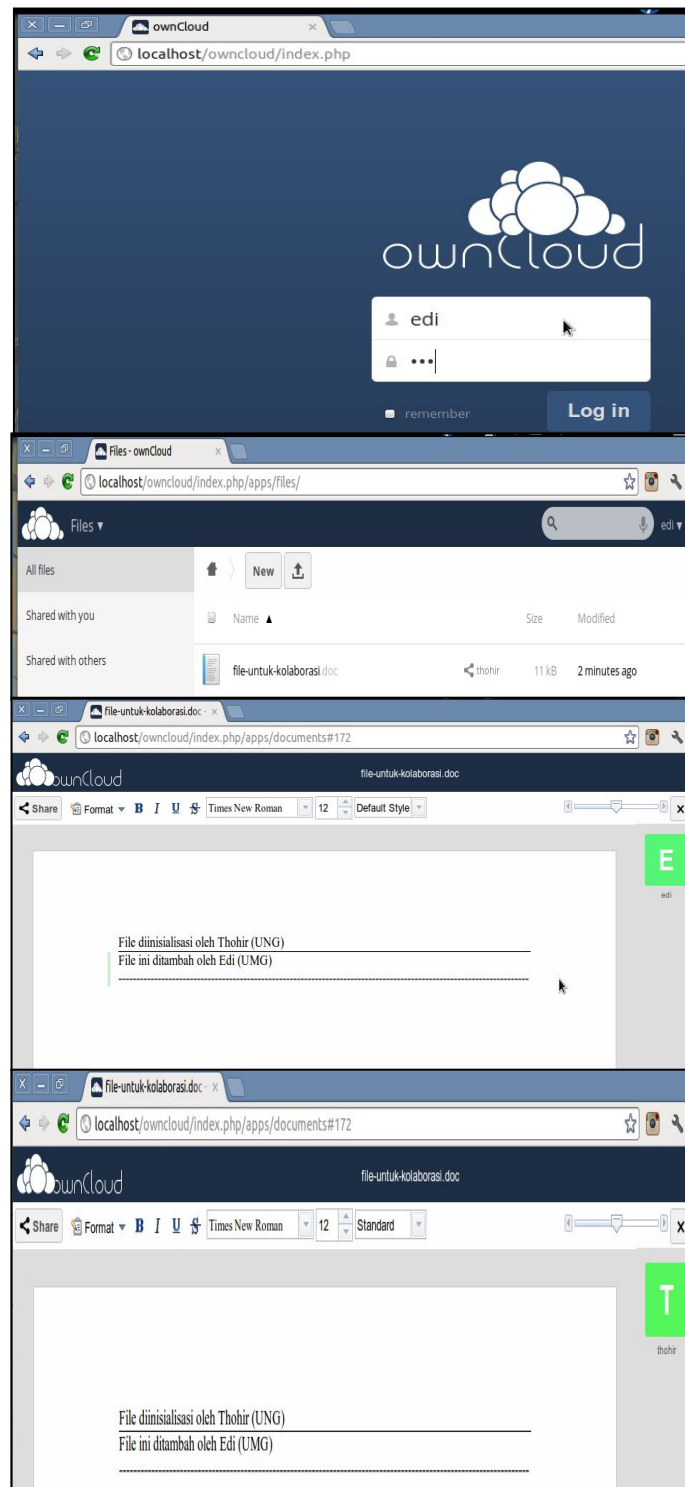 ownCloud
localhost/owncloud/index.php
ownCloud
edi
•••
remember
Log in
Files - ownCloud
localhost/owncloud/index.php/apps/files/
Files
edi
All files
New
Shared with you
Name
Size
Modified
Shared with others
file-untuk-kolaborasi.doc
thohir
11 kB
2 minutes ago
file-untuk-kolaborasi.doc -
localhost/owncloud/index.php/apps/documents#172
ownCloud
file-untuk-kolaborasi.doc
Share
Format
B
I
U
S
Times New Roman
12
Default Style
E
edi
File diinisialisasi oleh Thohir (UNG)
File ini ditambah oleh Edi (UMG)
file-untuk-kolaborasi.doc -
localhost/owncloud/index.php/apps/documents#172
ownCloud
file-untuk-kolaborasi.doc
Share
Format
B
I
U
S
Times New Roman
12
Standard
T
thohir
File diinisialisasi oleh Thohir (UNG)
File ini ditambah oleh Edi (UMG)